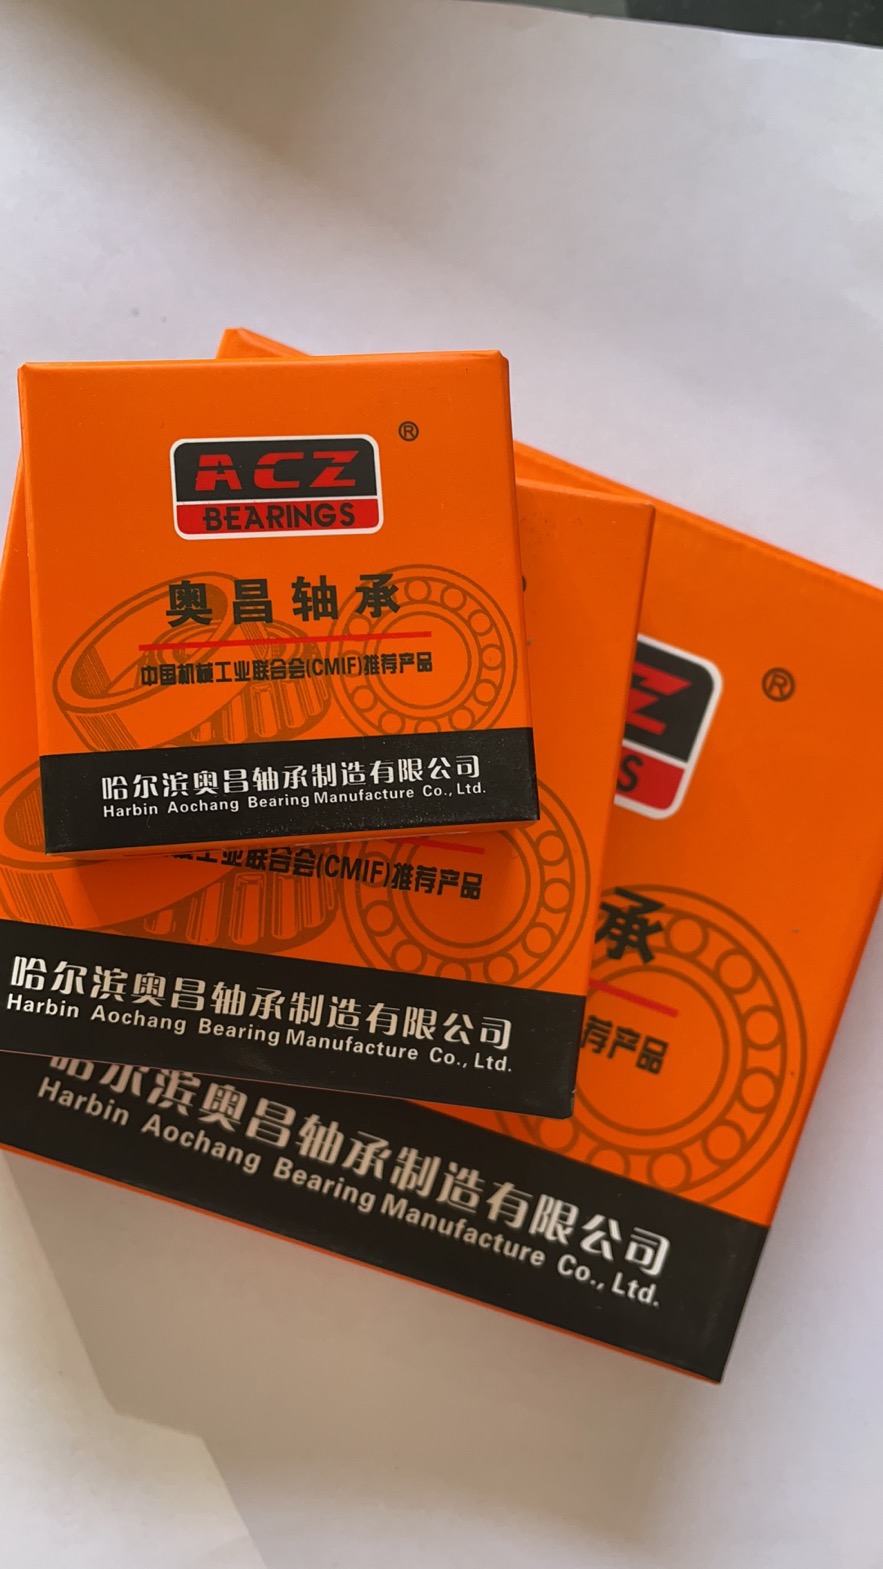 ACZ
®
BEARINGS
奥昌轴承
中国机械工业联合会(CMIF)推荐产品
哈尔滨奥昌轴承制造有限公司
Harbin Aochang Bearing Manufacture Co., Ltd.
工业联合会(CMIF)推荐产品
哈尔滨奥昌轴承制造有限公司
Harbin Aochang Bearing Manufacture Co., Ltd.
Z
®
S
承
荐产品
哈尔滨奥昌轴承制造有限公司
Harbin Aochang Bearing Manufacture Co., Ltd.